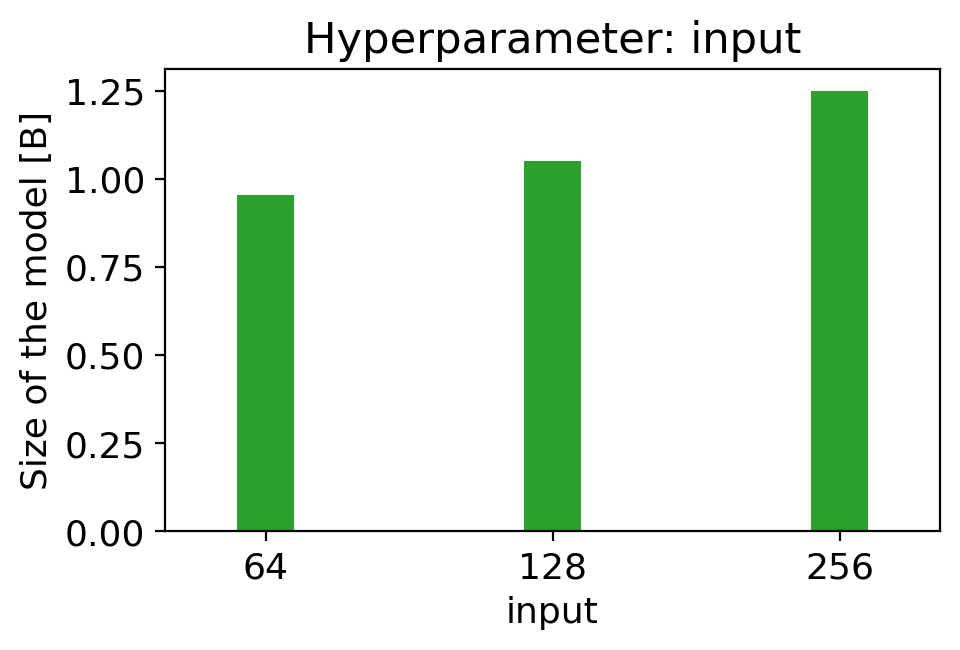 Hyperparameter: input
Size of the model [B]
1.25
1.00
0.75
0.50
0.25
0.00
64 128 256
input